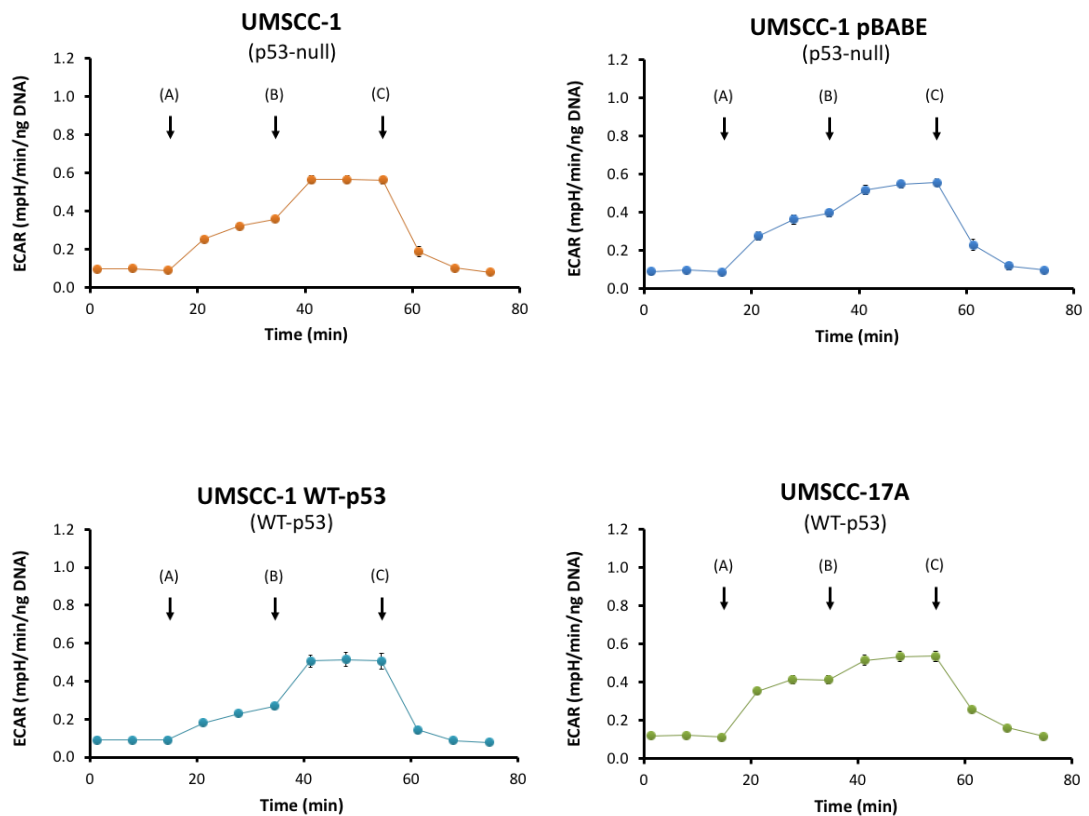 UMSCC-1
(p53-null)
ECAR (mpH/min/ng DNA)
1.2
1.0
0.8
0.6
0.4
0.2
0.0
(A)
(B)
(C)
0
20
40
60
80
Time (min)
UMSCC-1 pBABE
(p53-null)
ECAR (mpH/min/ng DNA)
1.2
1.0
0.8
0.6
0.4
0.2
0.0
(A)
(B)
(C)
0
20
40
60
80
Time (min)
UMSCC-1 WT-p53
(WT-p53)
ECAR (mpH/min/ng DNA)
1.2
1.0
0.8
0.6
0.4
0.2
0.0
(A)
(B)
(C)
0
20
40
60
80
Time (min)
UMSCC-17A
(WT-p53)
ECAR (mpH/min/ng DNA)
1.2
1.0
0.8
0.6
0.4
0.2
0.0
(A)
(B)
(C)
0
20
40
60
80
Time (min)